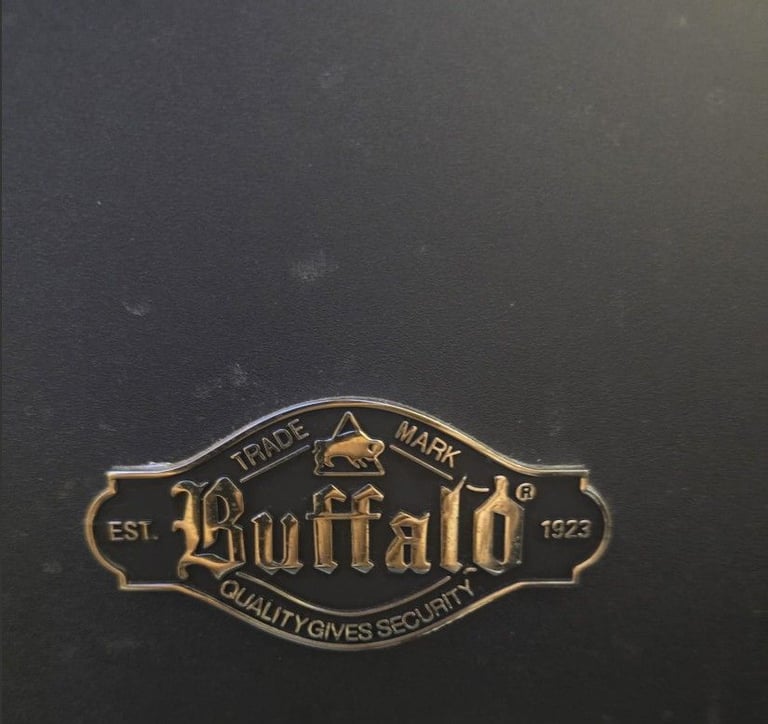 TRADE MARK
EST. Buffalo® 1923
QUALITY GIVES SECURITY